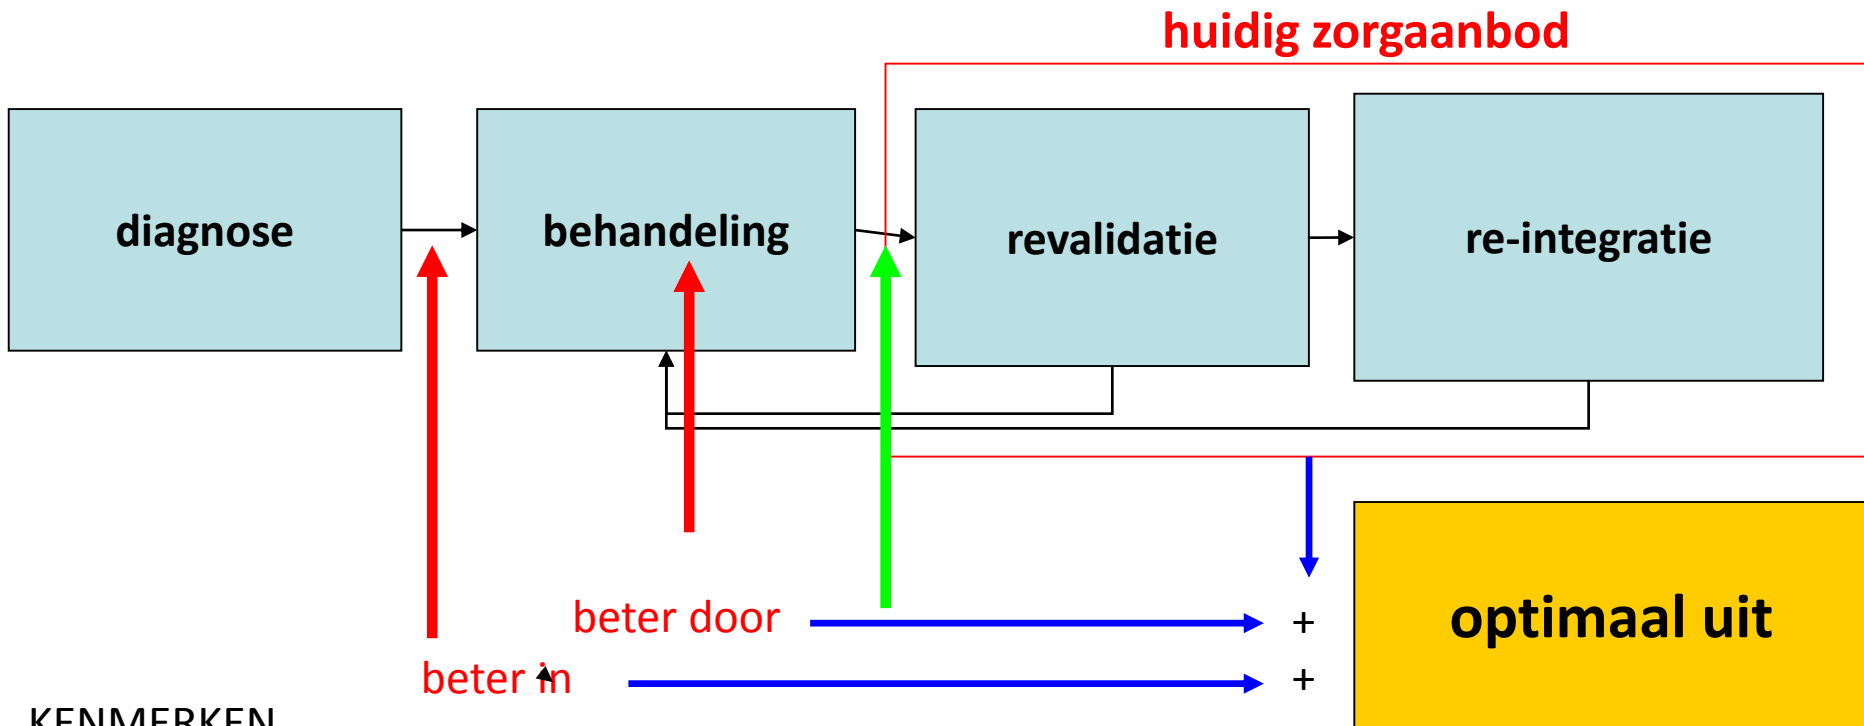 huidig zorgaanbod
diagnose
behandeling
revalidatie
re-integratie
beter door
+
optimaal uit
beter in
+
KENMERKEN